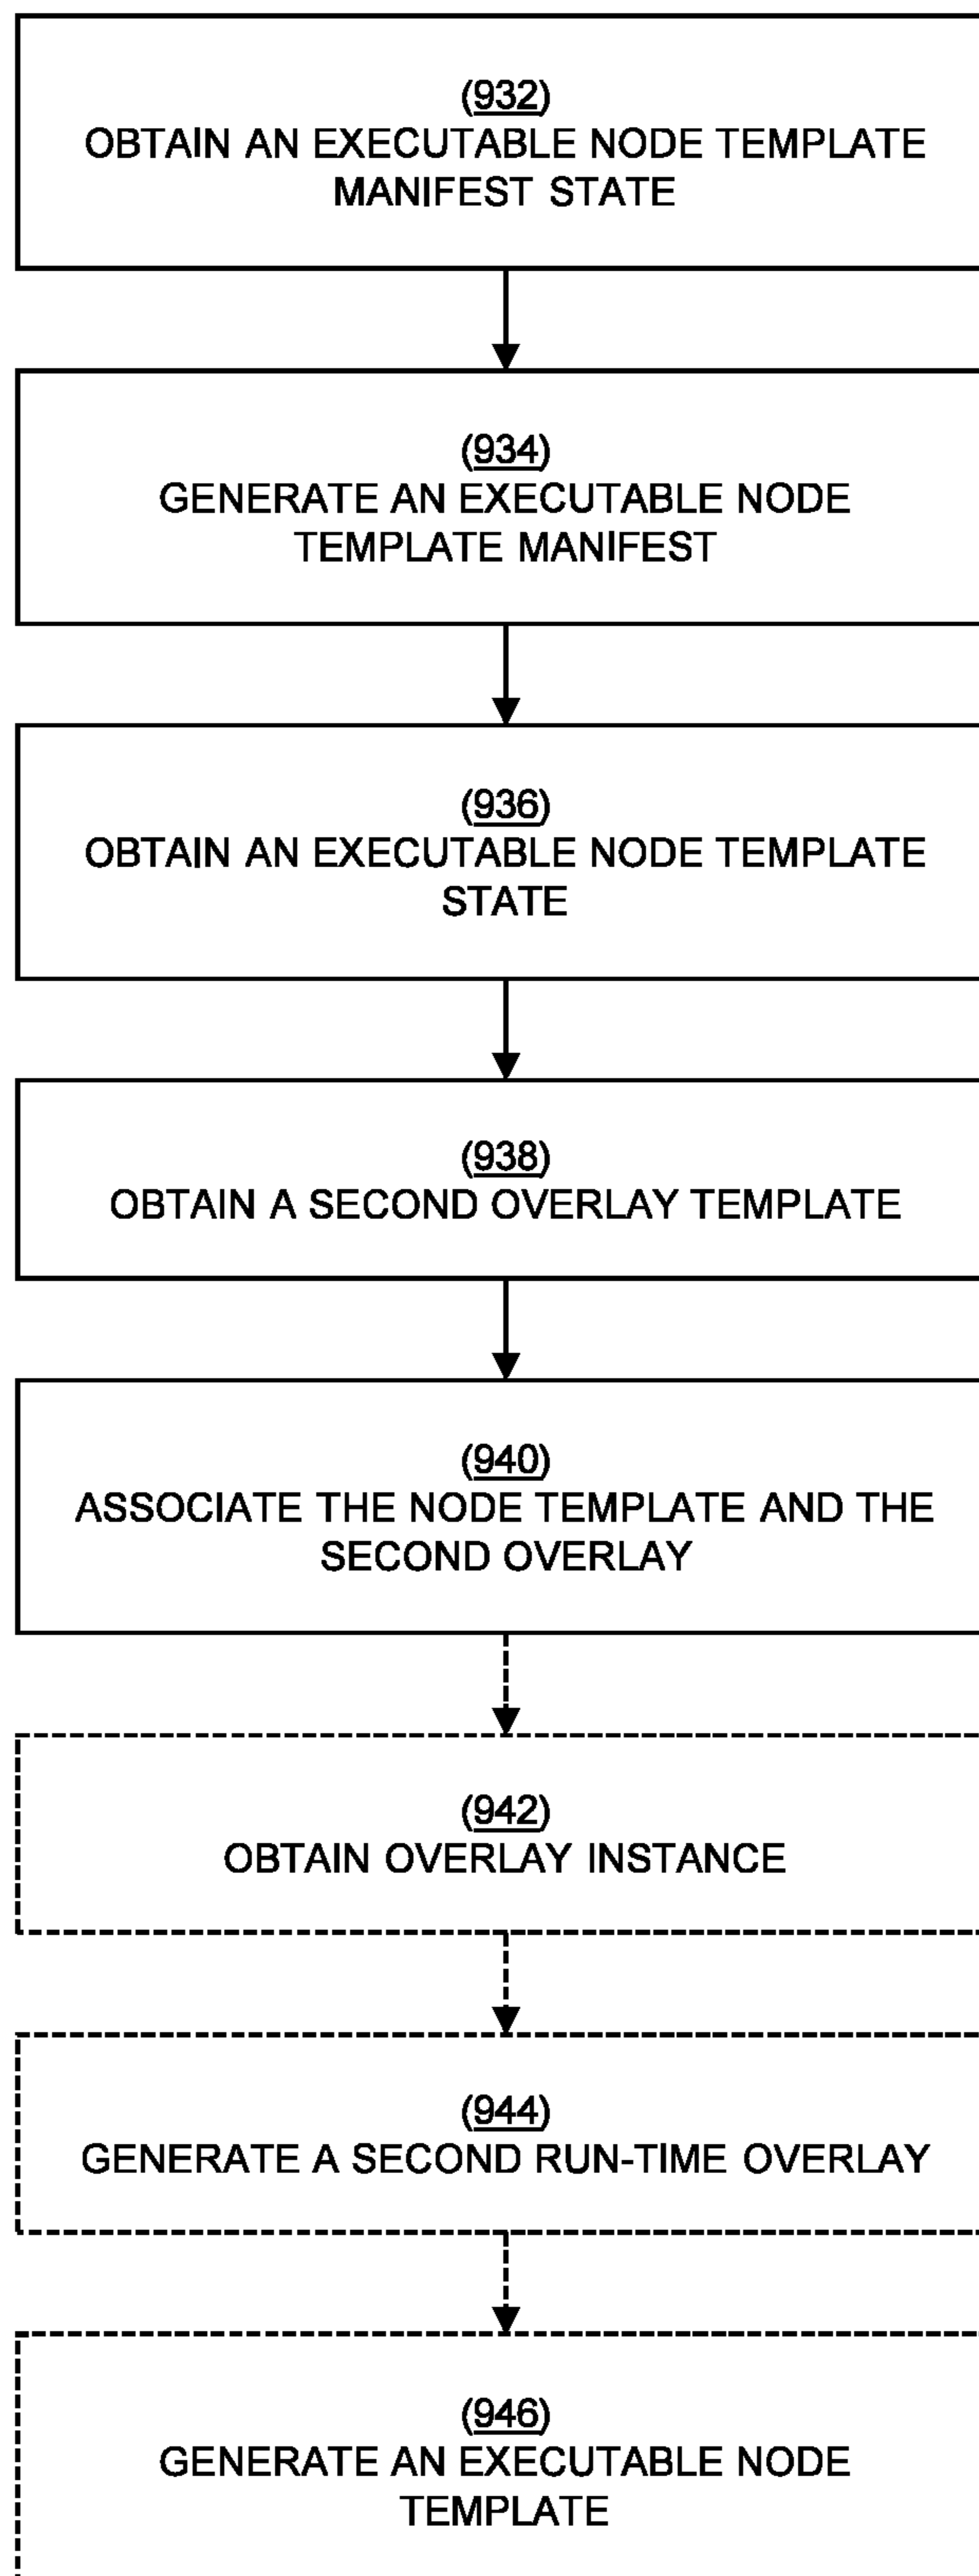 (932)
OBTAIN AN EXECUTABLE NODE TEMPLATE
MANIFEST STATE
(934)
GENERATE AN EXECUTABLE NODE
TEMPLATE MANIFEST
(936)
OBTAIN AN EXECUTABLE NODE TEMPLATE
STATE
(938)
OBTAIN A SECOND OVERLAY TEMPLATE
(940)
ASSOCIATE THE NODE TEMPLATE AND THE
SECOND OVERLAY
(942)
OBTAIN OVERLAY INSTANCE
(944)
GENERATE A SECOND RUN-TIME OVERLAY
(946)
GENERATE AN EXECUTABLE NODE
TEMPLATE